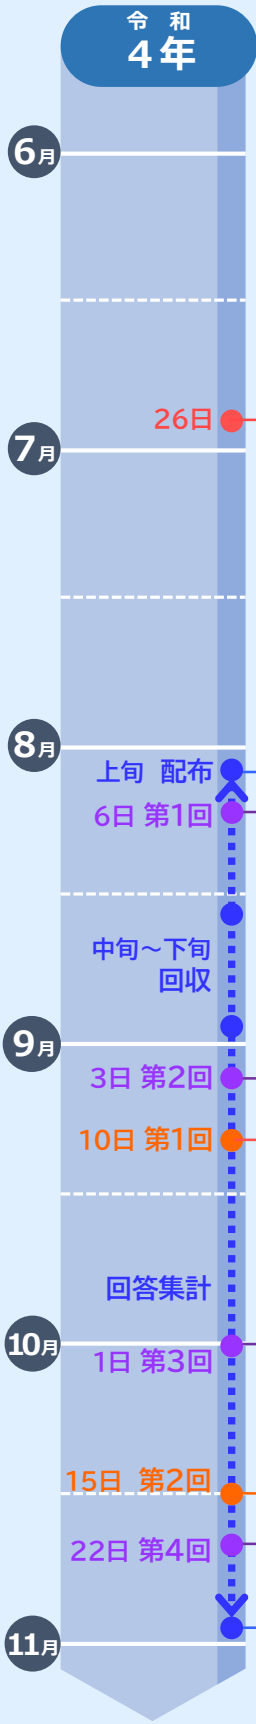 令和
4年
6月
26日
7月
8月
上旬 配布
6日 第1回
中旬～下旬
回収
9月
3日 第2回
10日 第1回
回答集計
10月
1日 第3回
15日 第2回
22日 第4回
11月